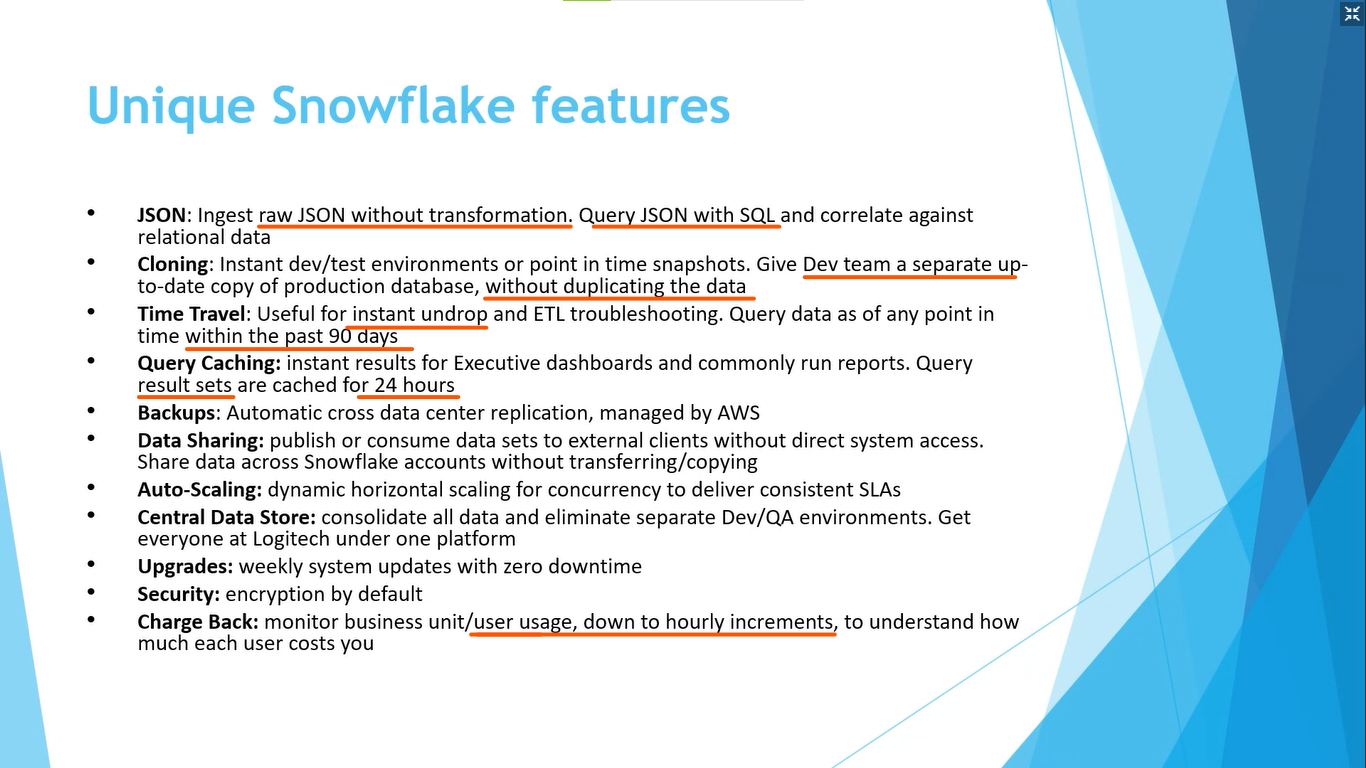 Unique Snowflake features
• JSON: Ingest raw JSON without transformation. Query JSON with SQL and correlate against
relational data
• Cloning: Instant dev/test environments or point in time snapshots. Give Dev team a separate up-
to-date copy of production database, without duplicating the data
• Time Travel: Useful for instant undrop and ETL troubleshooting. Query data as of any point in
time within the past 90 days
• Query Caching: instant results for Executive dashboards and commonly run reports. Query
result sets are cached for 24 hours
• Backups: Automatic cross data center replication, managed by AWS
• Data Sharing: publish or consume data sets to external clients without direct system access.
Share data across Snowflake accounts without transferring/copying
• Auto-Scaling: dynamic horizontal scaling for concurrency to deliver consistent SLAs
• Central Data Store: consolidate all data and eliminate separate Dev/QA environments. Get
everyone at Logitech under one platform
• Upgrades: weekly system updates with zero downtime
• Security: encryption by default
• Charge Back: monitor business unit/user usage, down to hourly increments, to understand how
much each user costs you